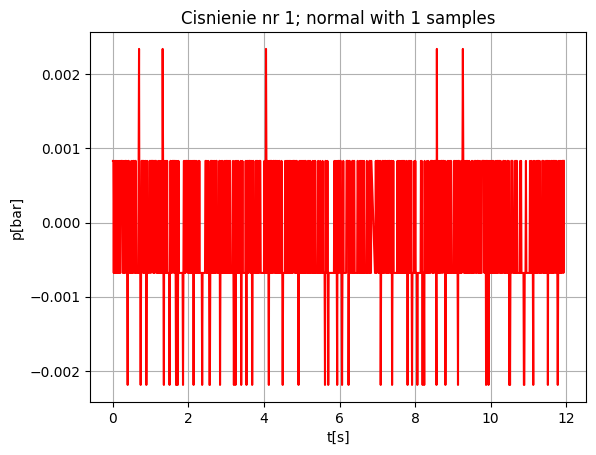 Cisnienie nr 1; normal with 1 samples
0.002
0.001
0.000
−0.001
−0.002
p[bar]
0 2 4 6 8 10 12
t[s]